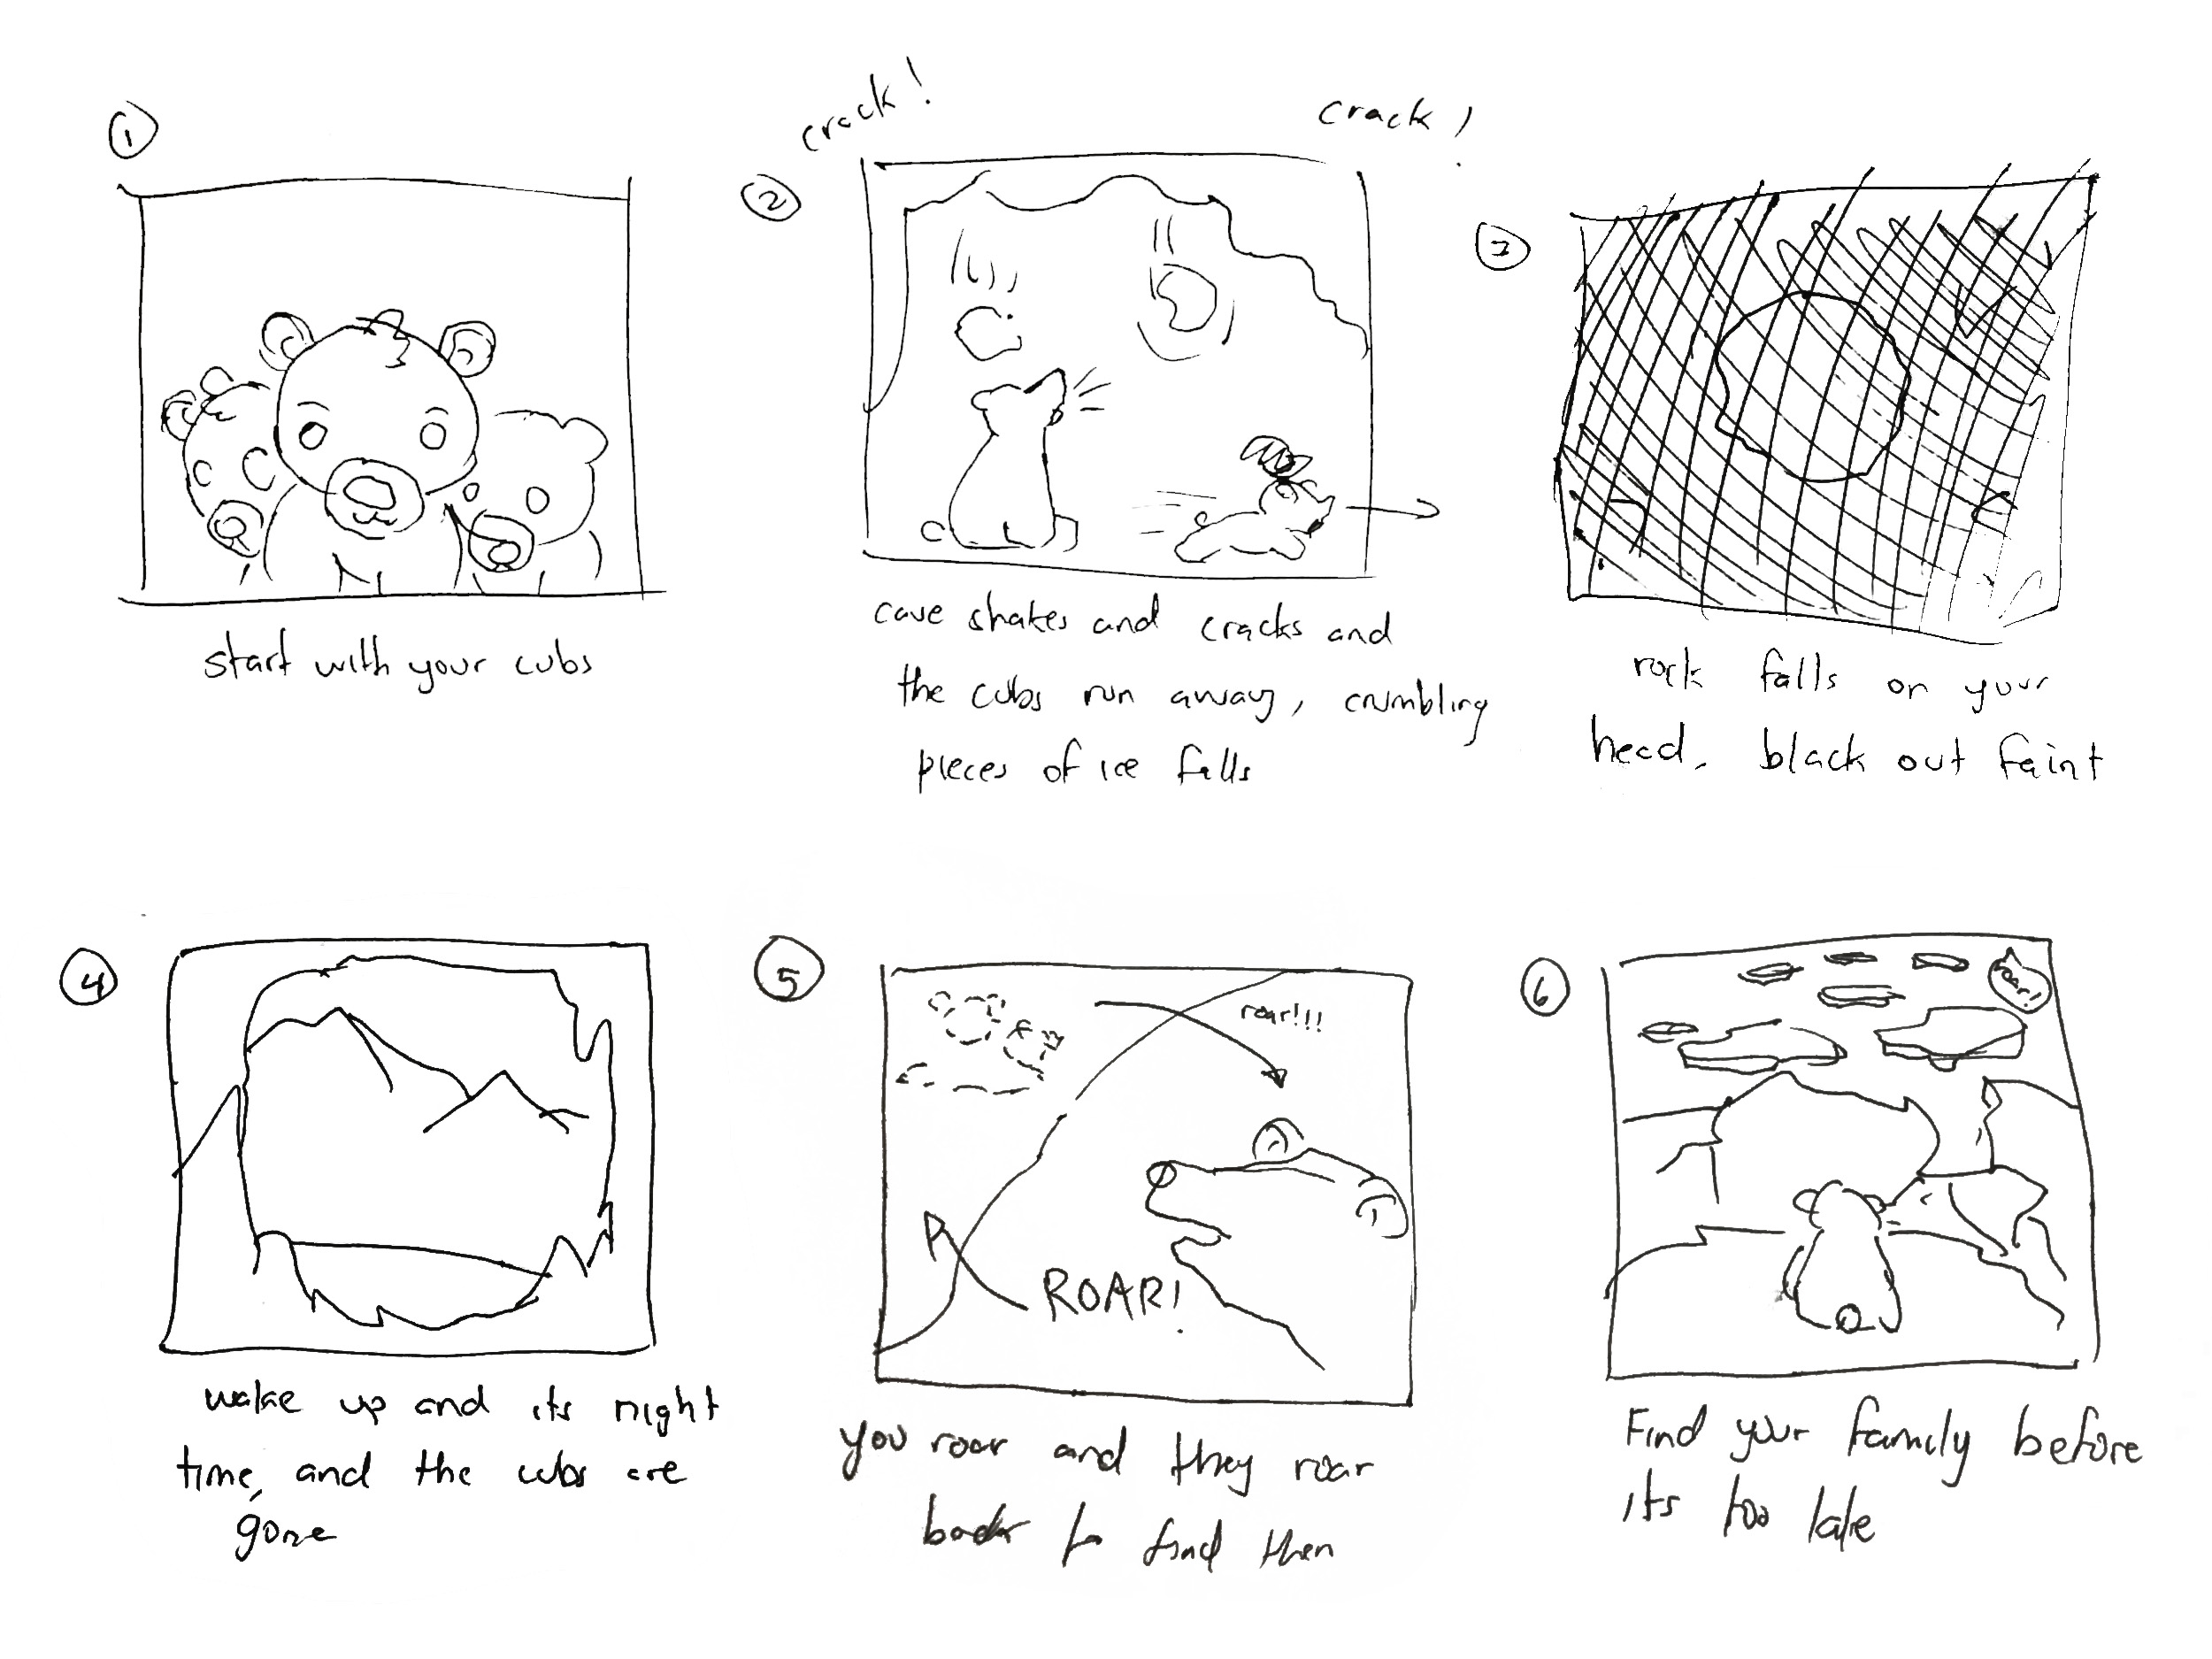 1
start with your cubs
crack!
crack!
2
cave shakes and cracks and
the cubs run away, crumbling
pieces of ice falls
3
rock falls on your
head, black out faint
4
wake up and its night
time, and the cubs are
gone
5
roar!!!
ROAR!
you roar and they roar
back to find them
6
roar!
Find your family before
its too late